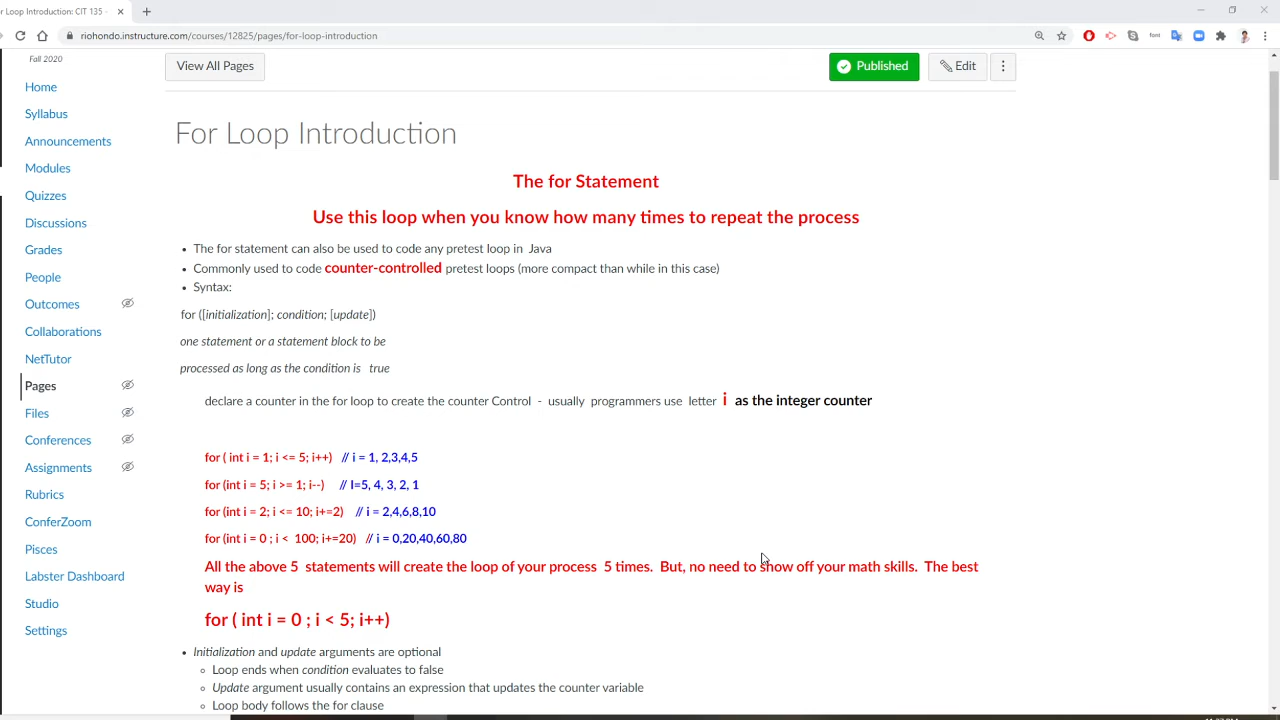 or Loop Introduction: CIT 135 -
riohondo.instructure.com/courses/12825/pages/for-loop-introduction
font
Fall 2020
Home
Syllabus
Announcements
Modules
Quizzes
Discussions
Grades
People
Outcomes
Collaborations
NetTutor
Pages
Files
Conferences
Assignments
Rubrics
ConferZoom
Pisces
Labster Dashboard
Studio
Settings
View All Pages
Published
Edit
For Loop Introduction
The for Statement
Use this loop when you know how many times to repeat the process
• The for statement can also be used to code any pretest loop in Java
• Commonly used to code counter-controlled pretest loops (more compact than while in this case)
• Syntax:
for ([initialization]; condition; [update])
one statement or a statement block to be
processed as long as the condition is true
declare a counter in the for loop to create the counter Control - usually programmers use letter i as the integer counter
for ( int i = 1; i <= 5; i++) // i = 1, 2,3,4,5
for (int i = 5; i >= 1; i--) // I=5, 4, 3, 2, 1
for (int i = 2; i <= 10; i+=2) // i = 2,4,6,8,10
for (int i = 0 ; i < 100; i+=20) // i = 0,20,40,60,80
All the above 5 statements will create the loop of your process 5 times. But, no need to show off your math skills. The best
way is
for ( int i = 0 ; i < 5; i++)
• Initialization and update arguments are optional
◦ Loop ends when condition evaluates to false
◦ Update argument usually contains an expression that updates the counter variable
◦ Loop body follows the for clause